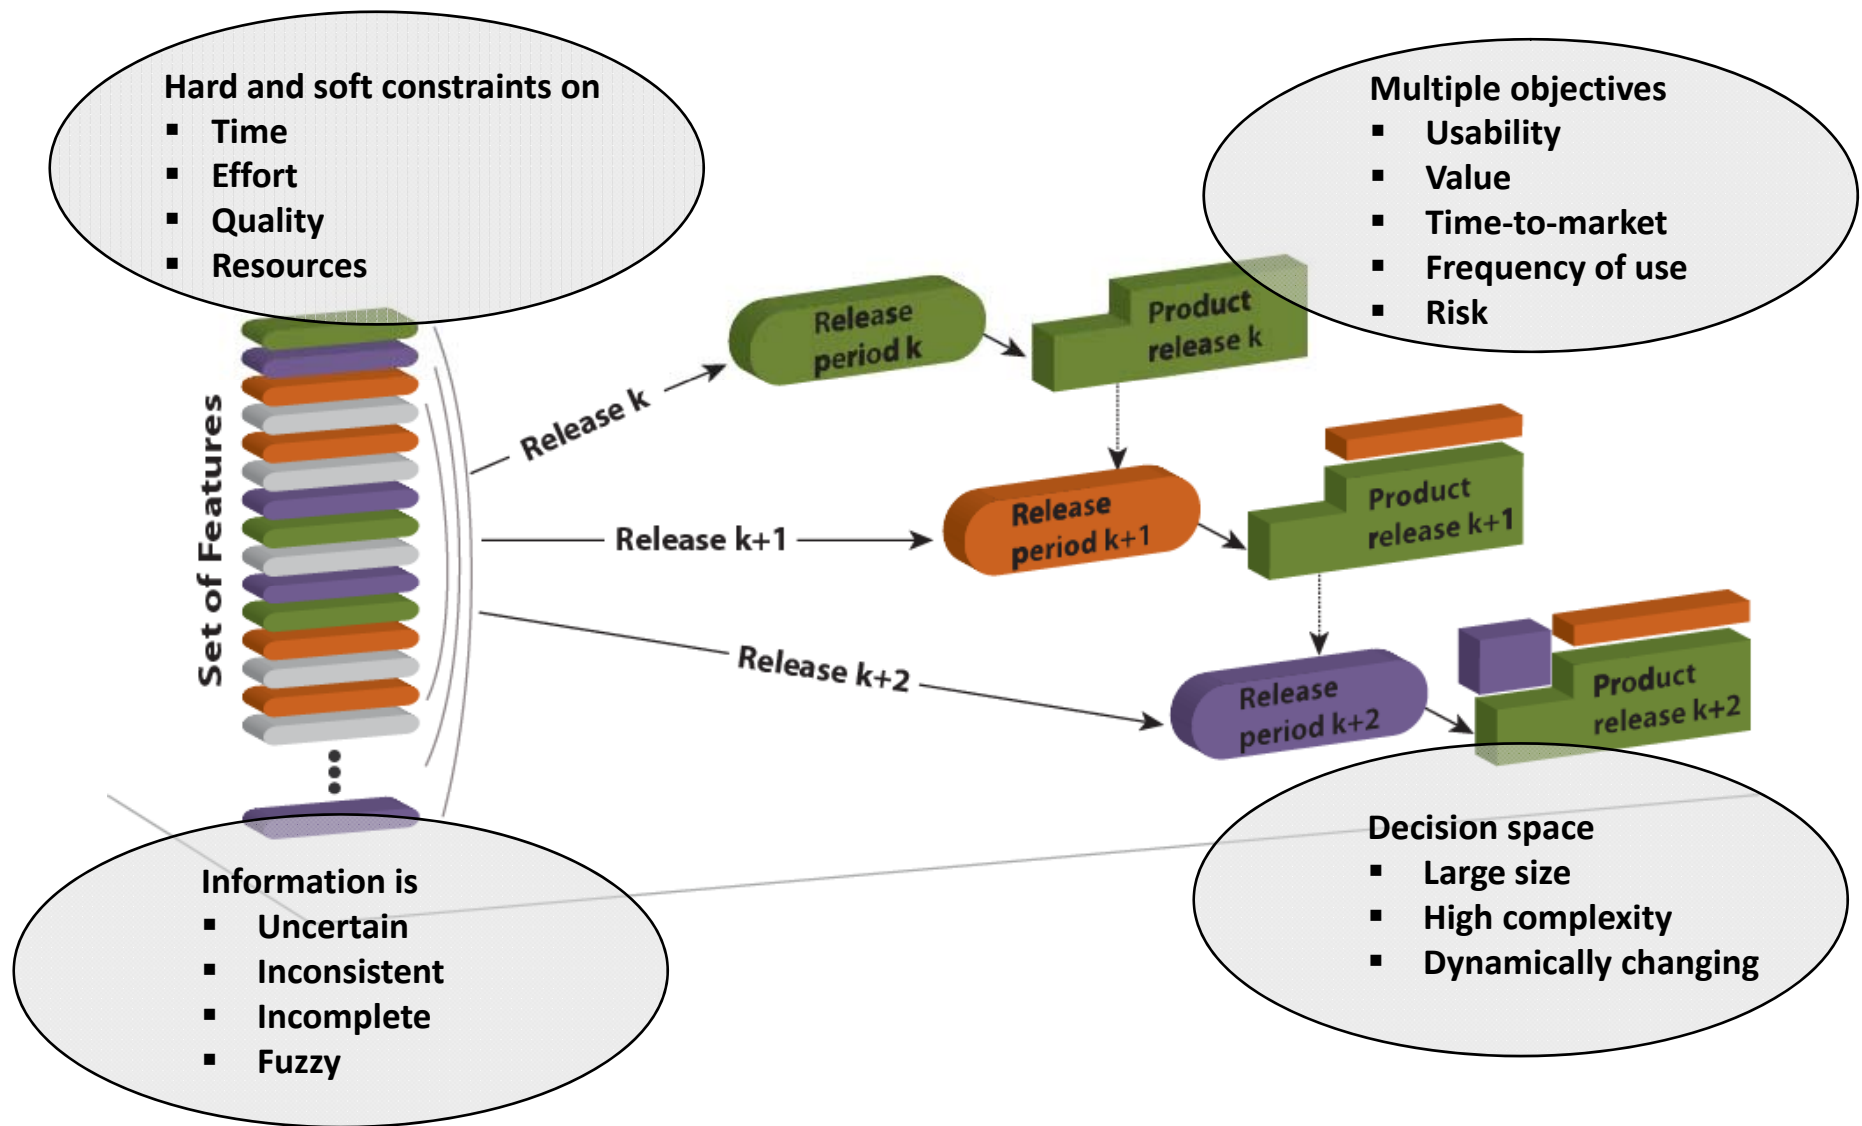 Hard and soft constraints on
▪ Time
▪ Effort
▪ Quality
▪ Resources
Multiple objectives
▪ Usability
▪ Value
▪ Time-to-market
▪ Frequency of use
▪ Risk
Set of Features
Release k
Release
period k
Product
release k
Release k+1
Release
period k+1
Product
release k+1
Release k+2
Release
period k+2
Product
release k+2
Information is
▪ Uncertain
▪ Inconsistent
▪ Incomplete
▪ Fuzzy
Decision space
▪ Large size
▪ High complexity
▪ Dynamically changing